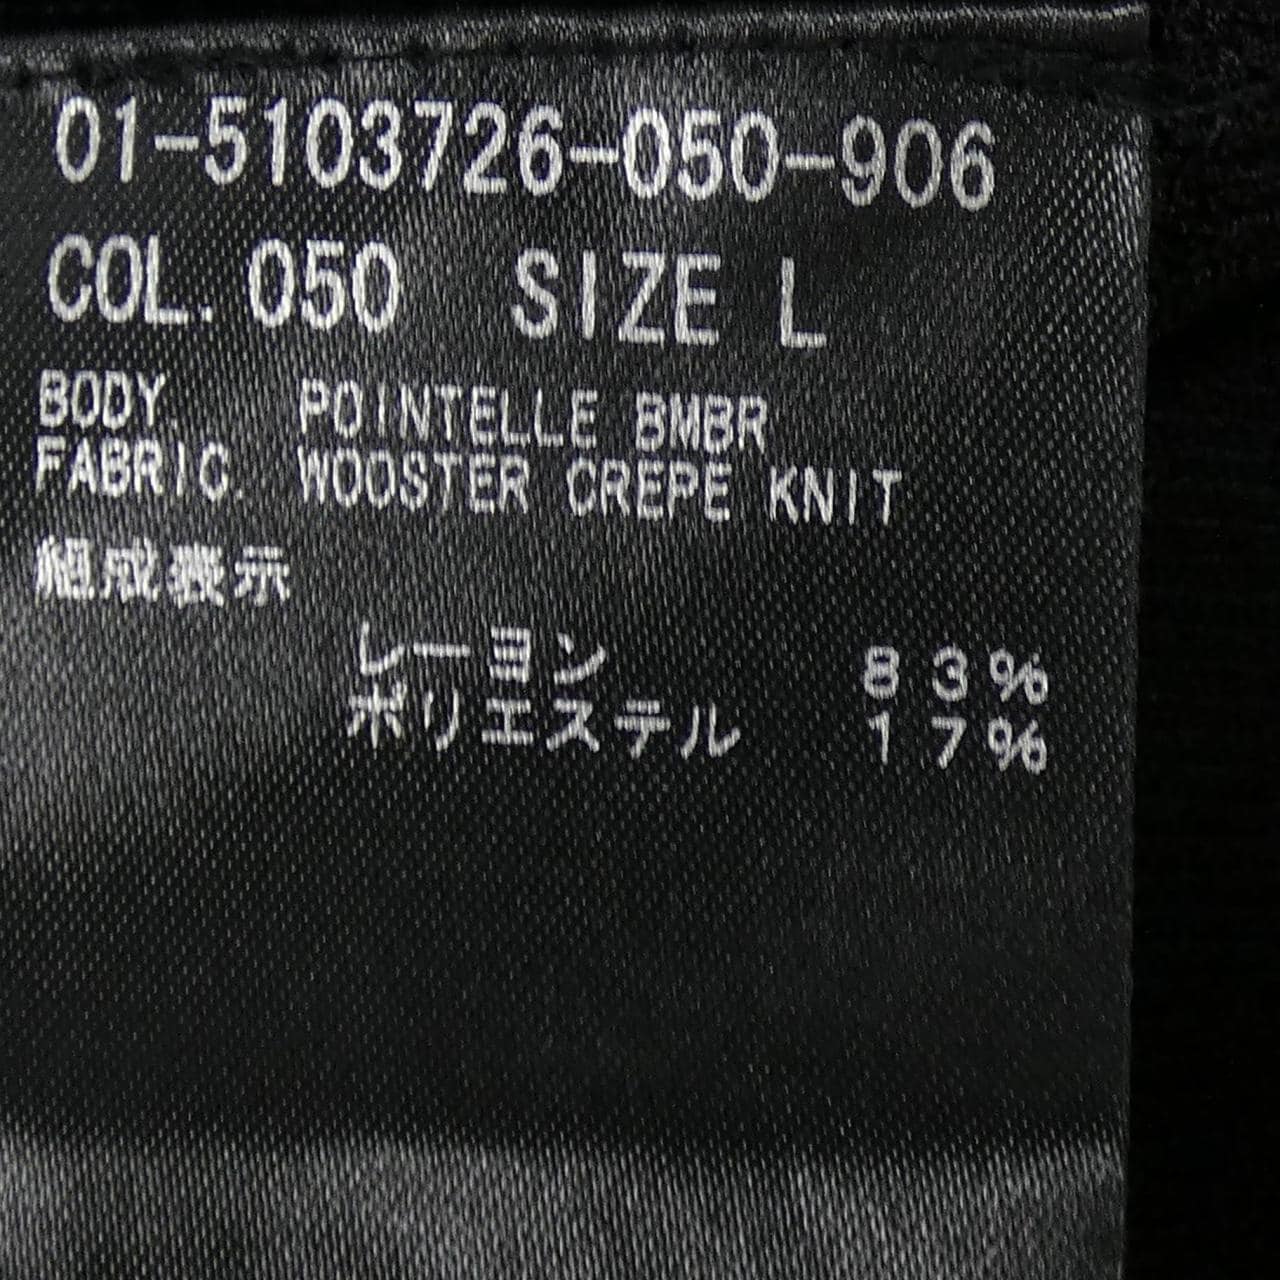 01-5103726-050-906
COL. 050 SIZE L
BODY. POINTELLE BMBR
FABRIC. WOOSTER CREPE KNIT
組成表示
レーヨン 83%
ポリエステル 17%